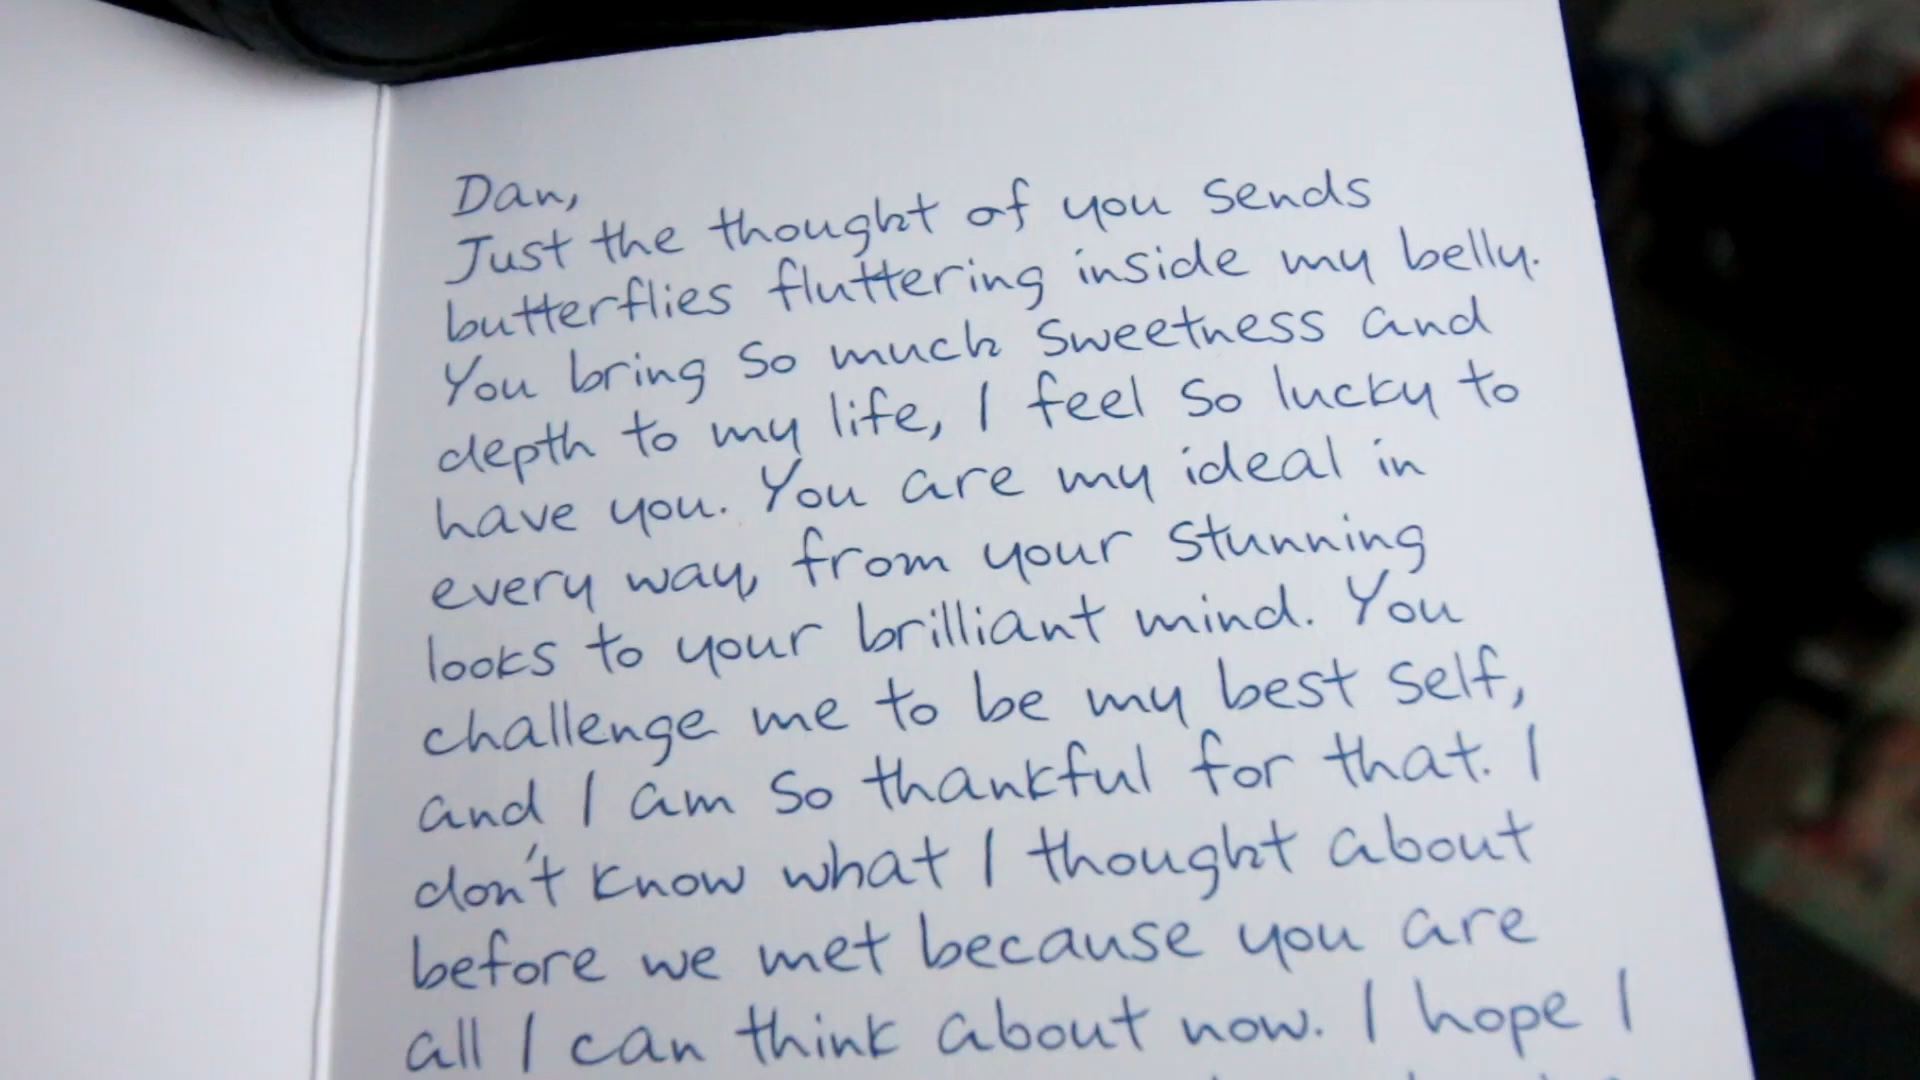 Dan,
Just the thought of you sends
butterflies fluttering inside my belly.
You bring so much sweetness and
depth to my life, I feel so lucky to
have you. You are my ideal in
every way, from your stunning
looks to your brilliant mind. You
challenge me to be my best self,
and I am so thankful for that. I
don't know what I thought about
before we met because you are
all I can think about now. I hope I